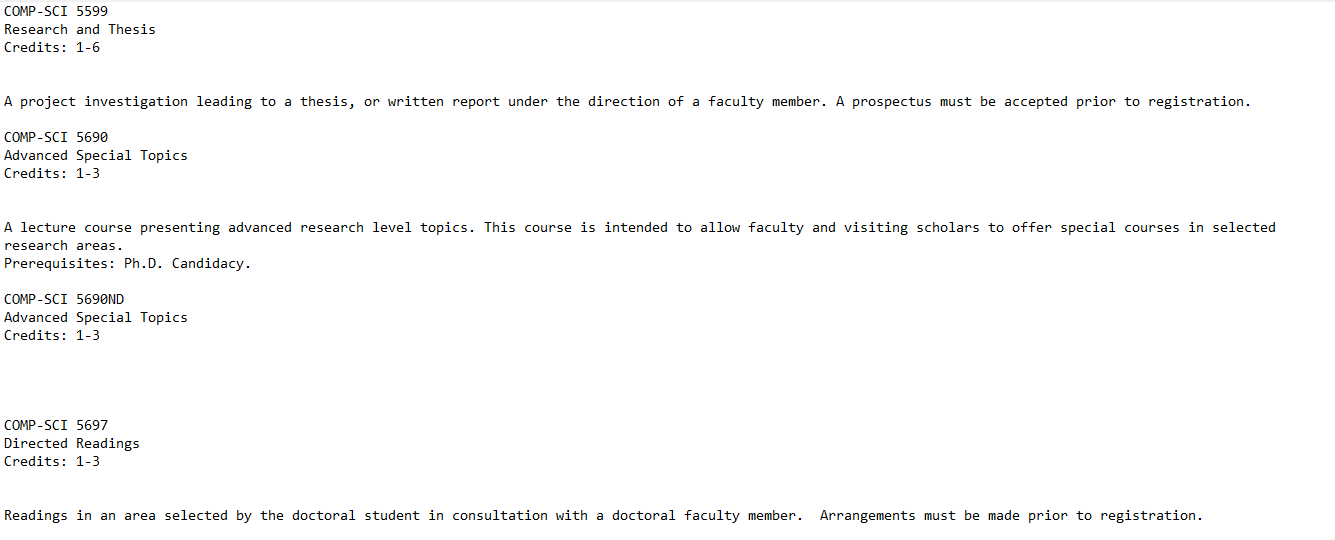 COMP-SCI 5599
Research and Thesis
Credits: 1-6
A project investigation leading to a thesis, or written report under the direction of a faculty member. A prospectus must be accepted prior to registration.
COMP-SCI 5690
Advanced Special Topics
Credits: 1-3
A lecture course presenting advanced research level topics. This course is intended to allow faculty and visiting scholars to offer special courses in selected
research areas.
Prerequisites: Ph.D. Candidacy.
COMP-SCI 5690ND
Advanced Special Topics
Credits: 1-3
COMP-SCI 5697
Directed Readings
Credits: 1-3
Readings in an area selected by the doctoral student in consultation with a doctoral faculty member.  Arrangements must be made prior to registration.